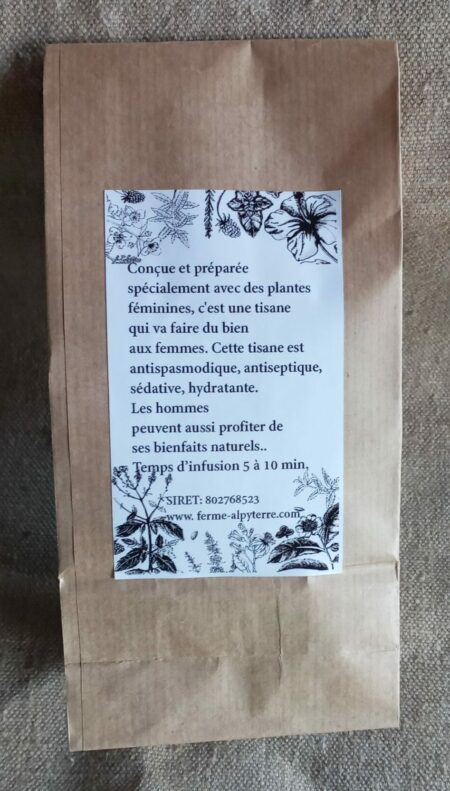 Conçue et préparée
spécialement avec des plantes
féminines, c'est une tisane
qui va faire du bien
aux femmes. Cette tisane est
antispasmodique, antiseptique,
sédative, hydratante.
Les hommes
peuvent aussi profiter de
ses bienfaits naturels..
Temps d'infusion 5 à 10 min,
SIRET: 802768523
www. ferme-alpyterre.com